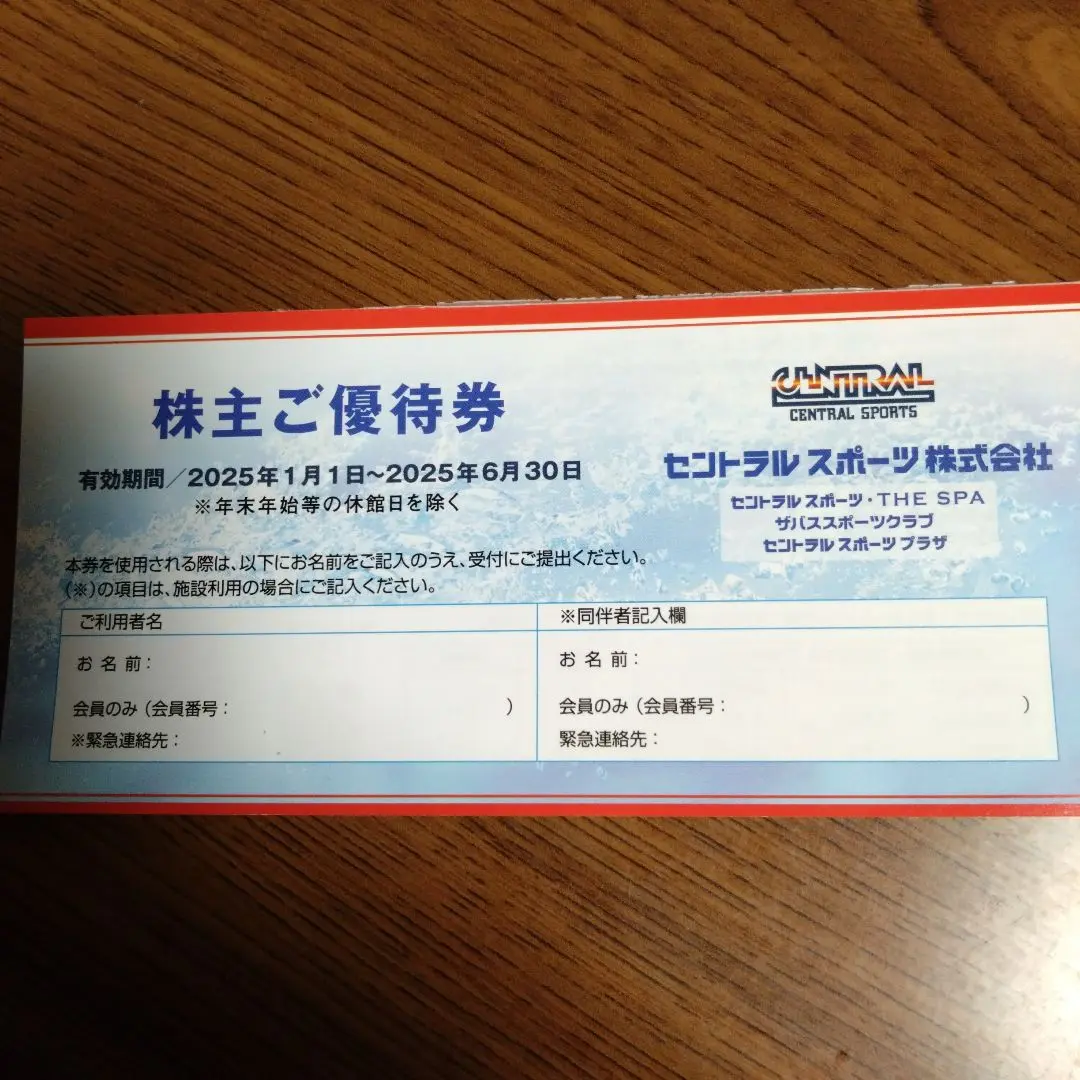 株主ご優待券
有効期間/2025年1月1日~2025年6月30日
※年末年始等の休館日を除く
CENTRAL
CENTRAL SPORTS
セントラルスポーツ株式会社
セントラルスポーツ・THE SPA
ザバススポーツクラブ
セントラルスポーツ プラザ
本券を使用される際は、以下にお名前をご記入のうえ、受付にご提出ください。
(※)の項目は、施設利用の場合にご記入ください。
ご利用者名
お名前:
会員のみ(会員番号: )
※緊急連絡先:
※同伴者記入欄
お名前:
会員のみ(会員番号: )
緊急連絡先: